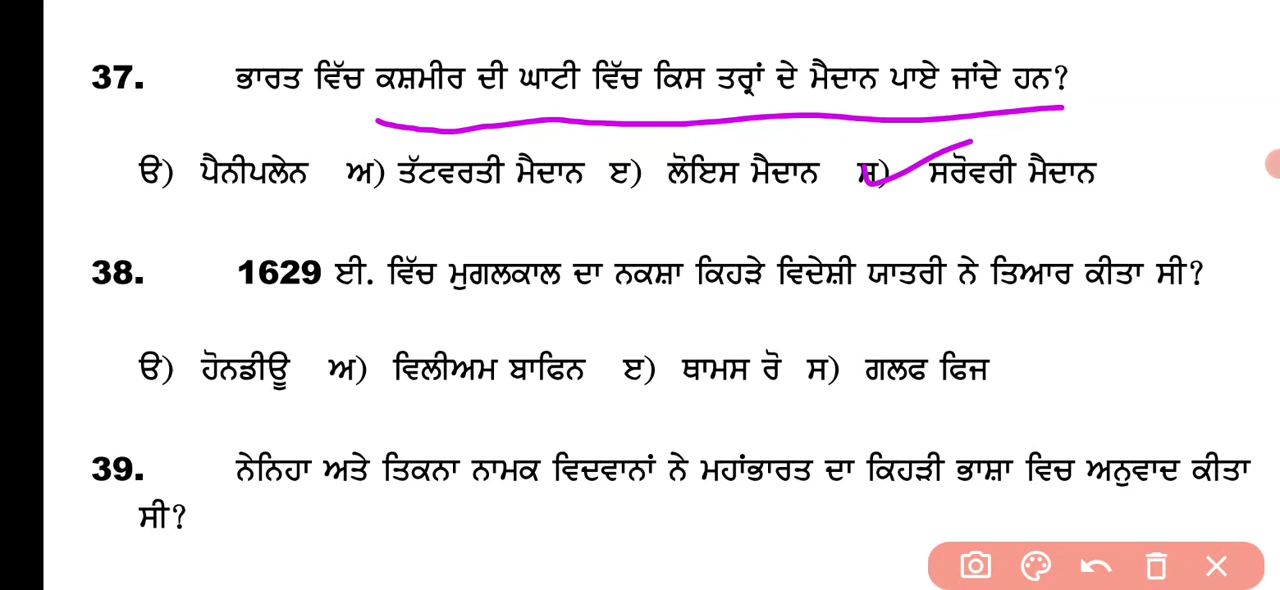 37. ਭਾਰਤ ਵਿੱਚ ਕਸ਼ਮੀਰ ਦੀ ਘਾਟੀ ਵਿੱਚ ਕਿਸ ਤਰ੍ਹਾਂ ਦੇ ਮੈਦਾਨ ਪਾਏ ਜਾਂਦੇ ਹਨ?
ੳ) ਪੈਨੀਪਲੇਨ ਅ) ਤੱਟਵਰਤੀ ਮੈਦਾਨ ੲ) ਲੋਇਸ ਮੈਦਾਨ ਸ) ਸਰੋਵਰੀ ਮੈਦਾਨ
38. 1629 ਈ. ਵਿੱਚ ਮੁਗਲਕਾਲ ਦਾ ਨਕਸ਼ਾ ਕਿਹੜੇ ਵਿਦੇਸ਼ੀ ਯਾਤਰੀ ਨੇ ਤਿਆਰ ਕੀਤਾ ਸੀ?
ੳ) ਹੋਨਡੀਊ ਅ) ਵਿਲੀਅਮ ਬਾਫਿਨ ੲ) ਥਾਮਸ ਰੋ ਸ) ਗਲਫ ਫਿਜ
39. ਨੇਨਿਹਾ ਅਤੇ ਤਿਕਨਾ ਨਾਮਕ ਵਿਦਵਾਨਾਂ ਨੇ ਮਹਾਂਭਾਰਤ ਦਾ ਕਿਹੜੀ ਭਾਸ਼ਾ ਵਿਚ ਅਨੁਵਾਦ ਕੀਤਾ
ਸੀ?